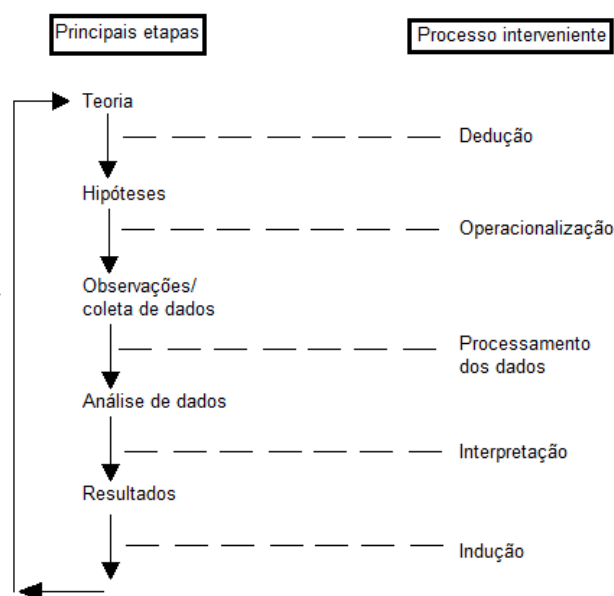 Principais etapas
Processo interveniente
Teoria
Dedução
Hipóteses
Operacionalização
Observações/
coleta de dados
Processamento
dos dados
Análise de dados
Interpretação
Resultados
Indução